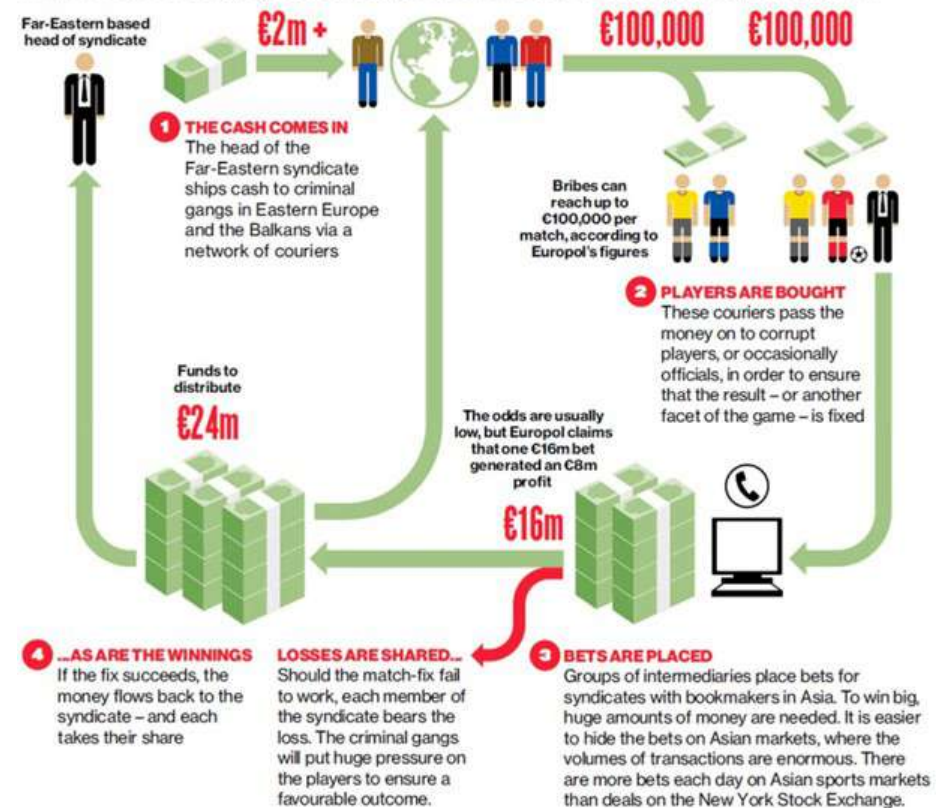 Far-Eastern based
head of syndicate
€2m +
€100,000
€100,000
1 THE CASH COMES IN
The head of the
Far-Eastern syndicate
ships cash to criminal
gangs in Eastern Europe
and the Balkans via a
network of couriers
Bribes can
reach up to
€100,000 per
match, according to
Europol's figures
2 PLAYERS ARE BOUGHT
These couriers pass the
money on to corrupt
players, or occasionally
officials, in order to ensure
that the result – or another
facet of the game – is fixed
Funds to
distribute
€24m
The odds are usually
low, but Europol claims
that one €16m bet
generated an €8m
profit
€16m
4 ...AS ARE THE WINNINGS
If the fix succeeds, the
money flows back to the
syndicate – and each
takes their share
LOSSES ARE SHARED...
Should the match-fix fail
to work, each member of
the syndicate bears the
loss. The criminal gangs
will put huge pressure on
the players to ensure a
favourable outcome.
3 BETS ARE PLACED
Groups of intermediaries place bets for
syndicates with bookmakers in Asia. To win big,
huge amounts of money are needed. It is easier
to hide the bets on Asian markets, where the
volumes of transactions are enormous. There
are more bets each day on Asian sports markets
than deals on the New York Stock Exchange.